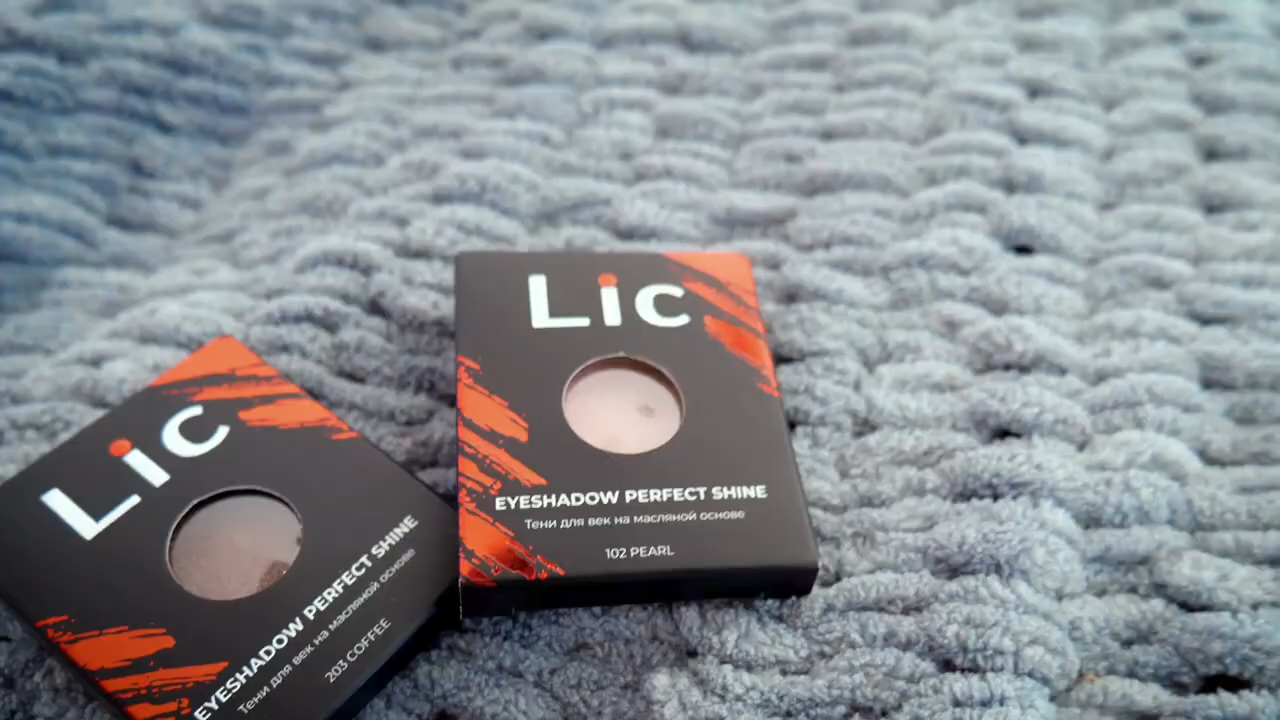 Lic
EYESHADOW PERFECT SHINE
Тени для век на масляной основе
203 COFFEE
Lic
EYESHADOW PERFECT SHINE
Тени для век на масляной основе
102 PEARL